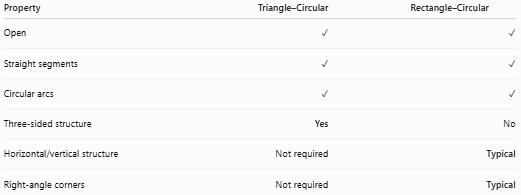 Property Triangle–Circular Rectangle–Circular
Open ✓ ✓
Straight segments ✓ ✓
Circular arcs ✓ ✓
Three-sided structure Yes No
Horizontal/vertical structure Not required Typical
Right-angle corners Not required Typical